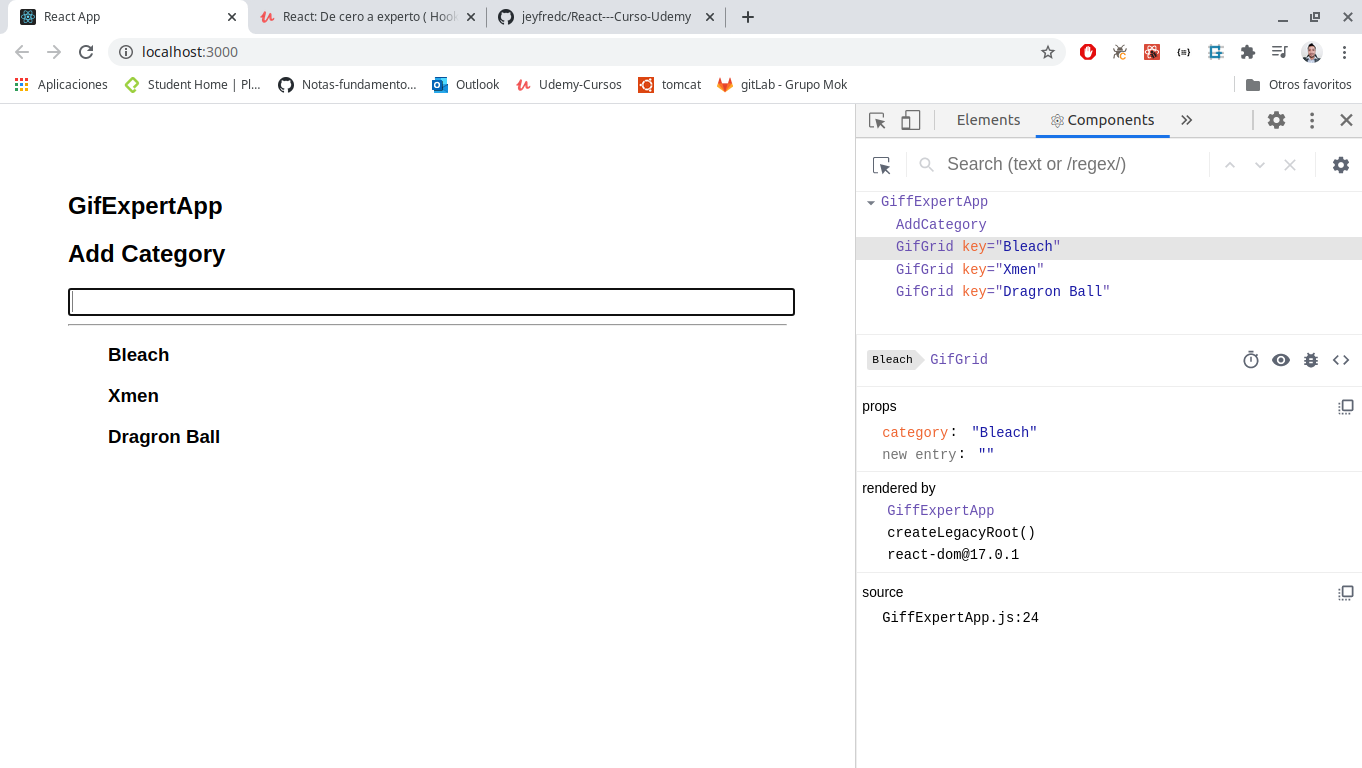 React App
React: De cero a experto ( Hook
jeyfredc/React---Curso-Udemy
localhost:3000
Aplicaciones
Student Home | Pl...
Notas-fundamento...
Outlook
Udemy-Cursos
tomcat
gitLab - Grupo Mok
Otros favoritos
Elements
Components
Search (text or /regex/)
GifExpertApp
Add Category
Bleach
Xmen
Dragron Ball
GiffExpertApp
AddCategory
GifGrid key="Bleach"
GifGrid key="Xmen"
GifGrid key="Dragron Ball"
Bleach GifGrid
props
category: "Bleach"
new entry: ""
rendered by
GiffExpertApp
createLegacyRoot()
react-dom@17.0.1
source
GiffExpertApp.js:24